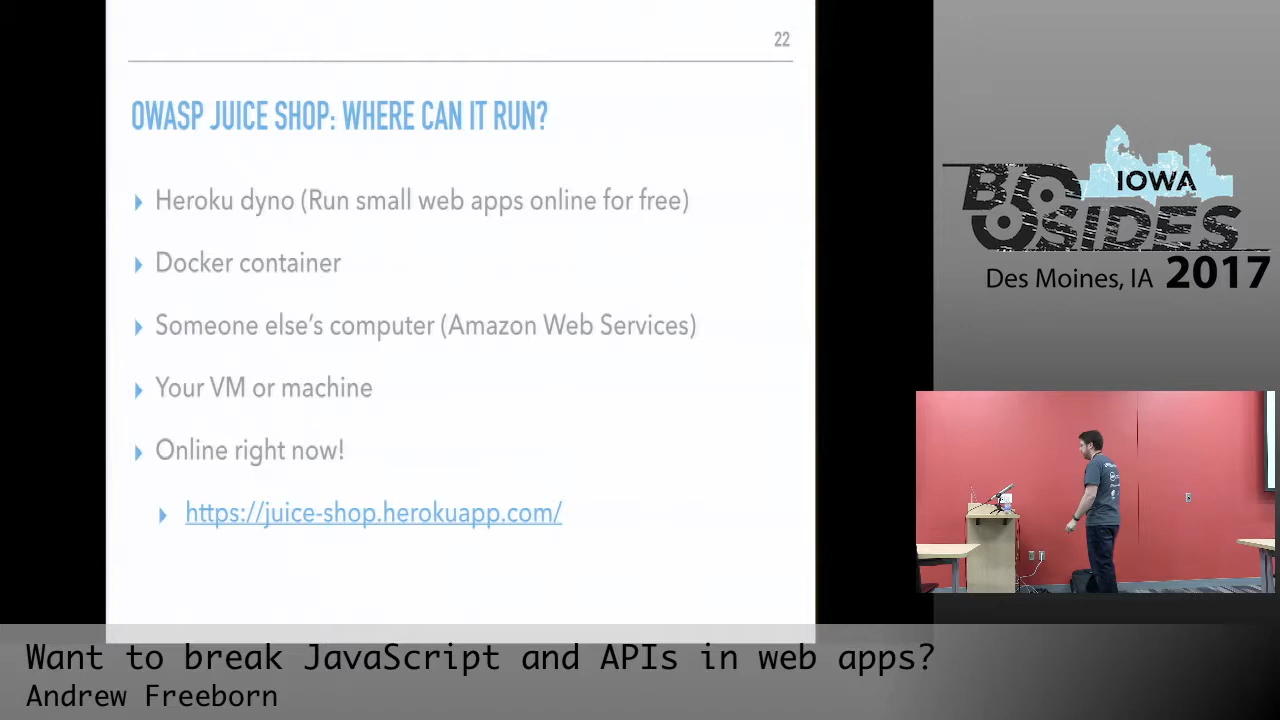 22
OWASP JUICE SHOP: WHERE CAN IT RUN?
Heroku dyno (Run small web apps online for free)
Docker container
Someone else's computer (Amazon Web Services)
Your VM or machine
Online right now!
https://juice-shop.herokuapp.com/
IOWA
BSIDES
Des Moines, IA 2017
Want to break JavaScript and APIs in web apps?
Andrew Freeborn